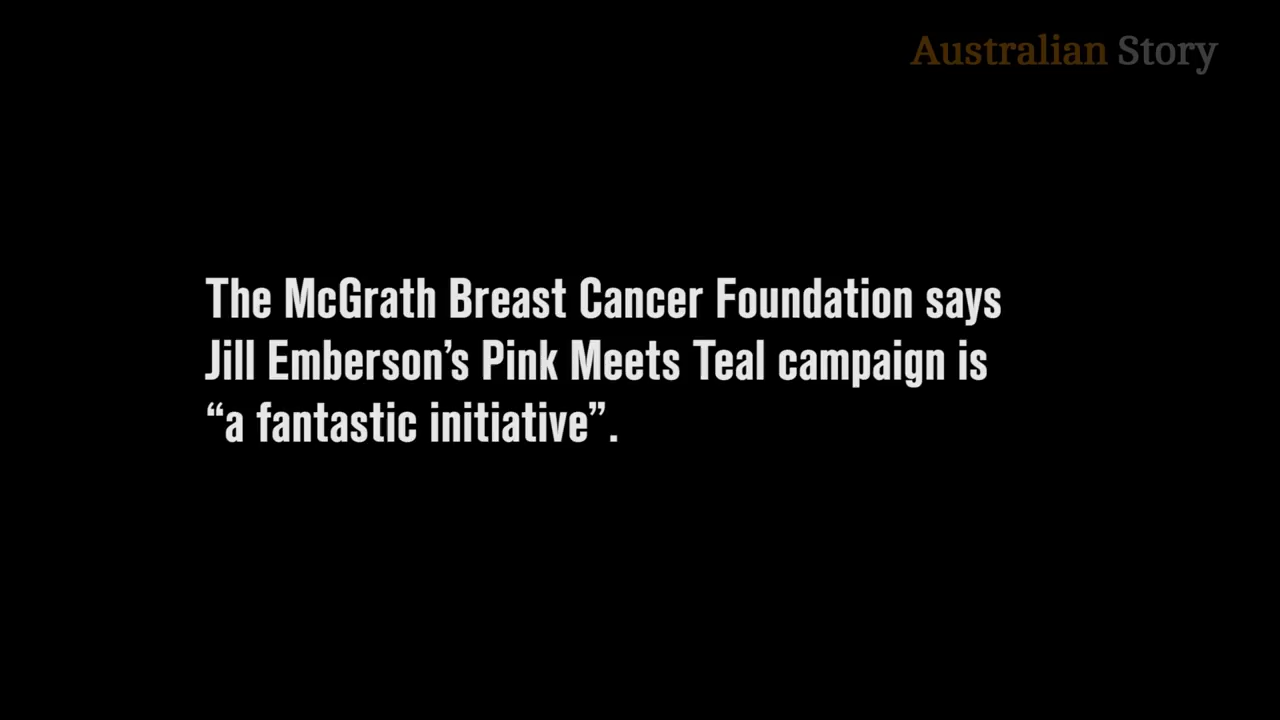 Australian Story
The McGrath Breast Cancer Foundation says
Jill Emberson’s Pink Meets Teal campaign is
“a fantastic initiative”.